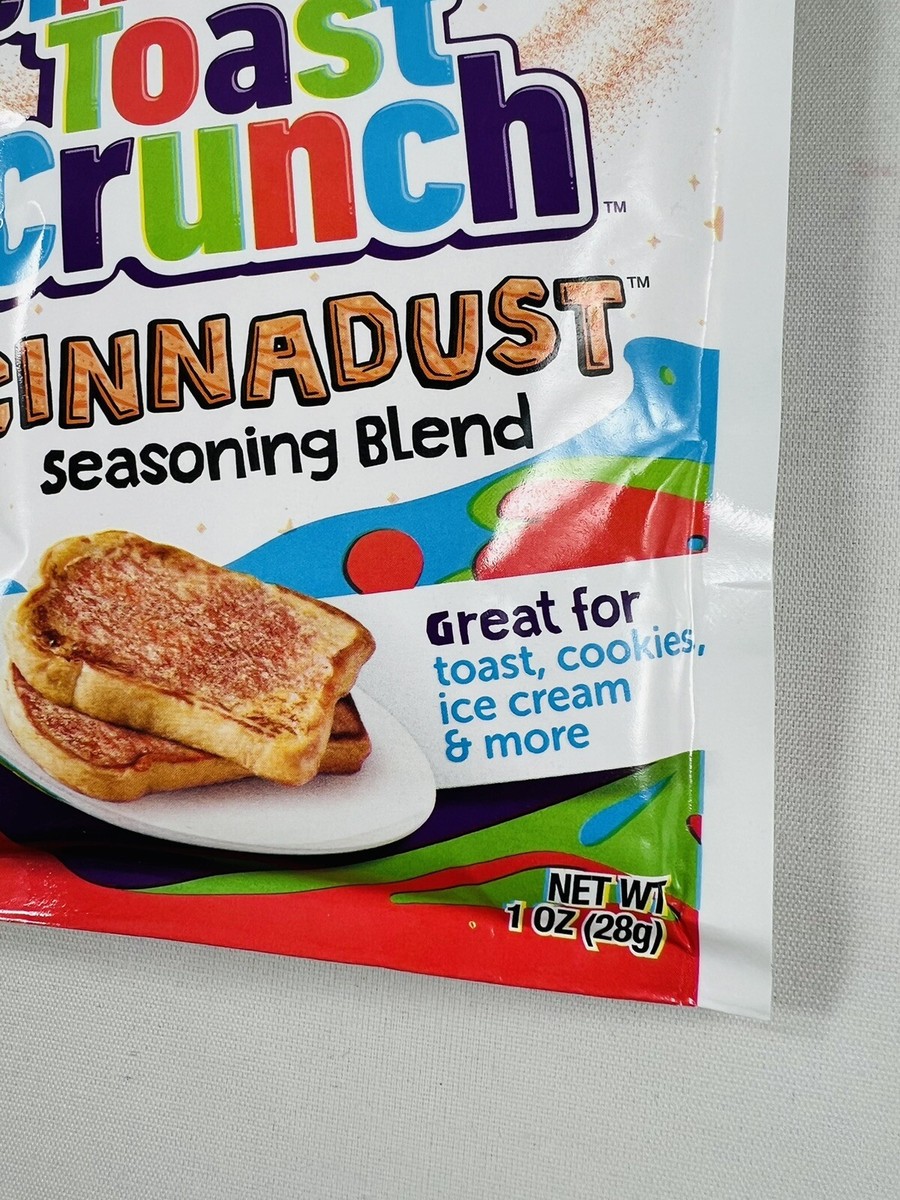 Toast
crunch™
CINNADUST™
seasoning Blend
Great for
toast, cookies,
ice cream
& more
NET WT
1 OZ (28g)